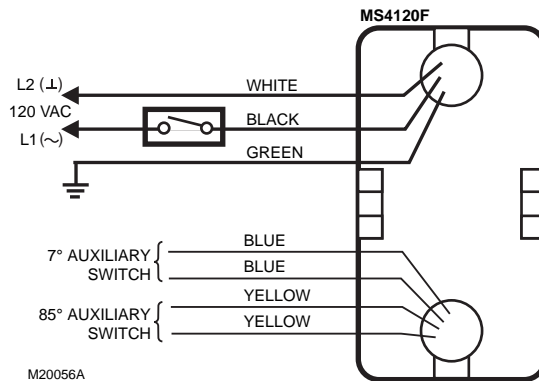 MS4120F
L2 (⊥)
WHITE
120 VAC
BLACK
L1 (~)
GREEN
BLUE
7° AUXILIARY
SWITCH
BLUE
YELLOW
85° AUXILIARY
SWITCH
YELLOW
M20056A